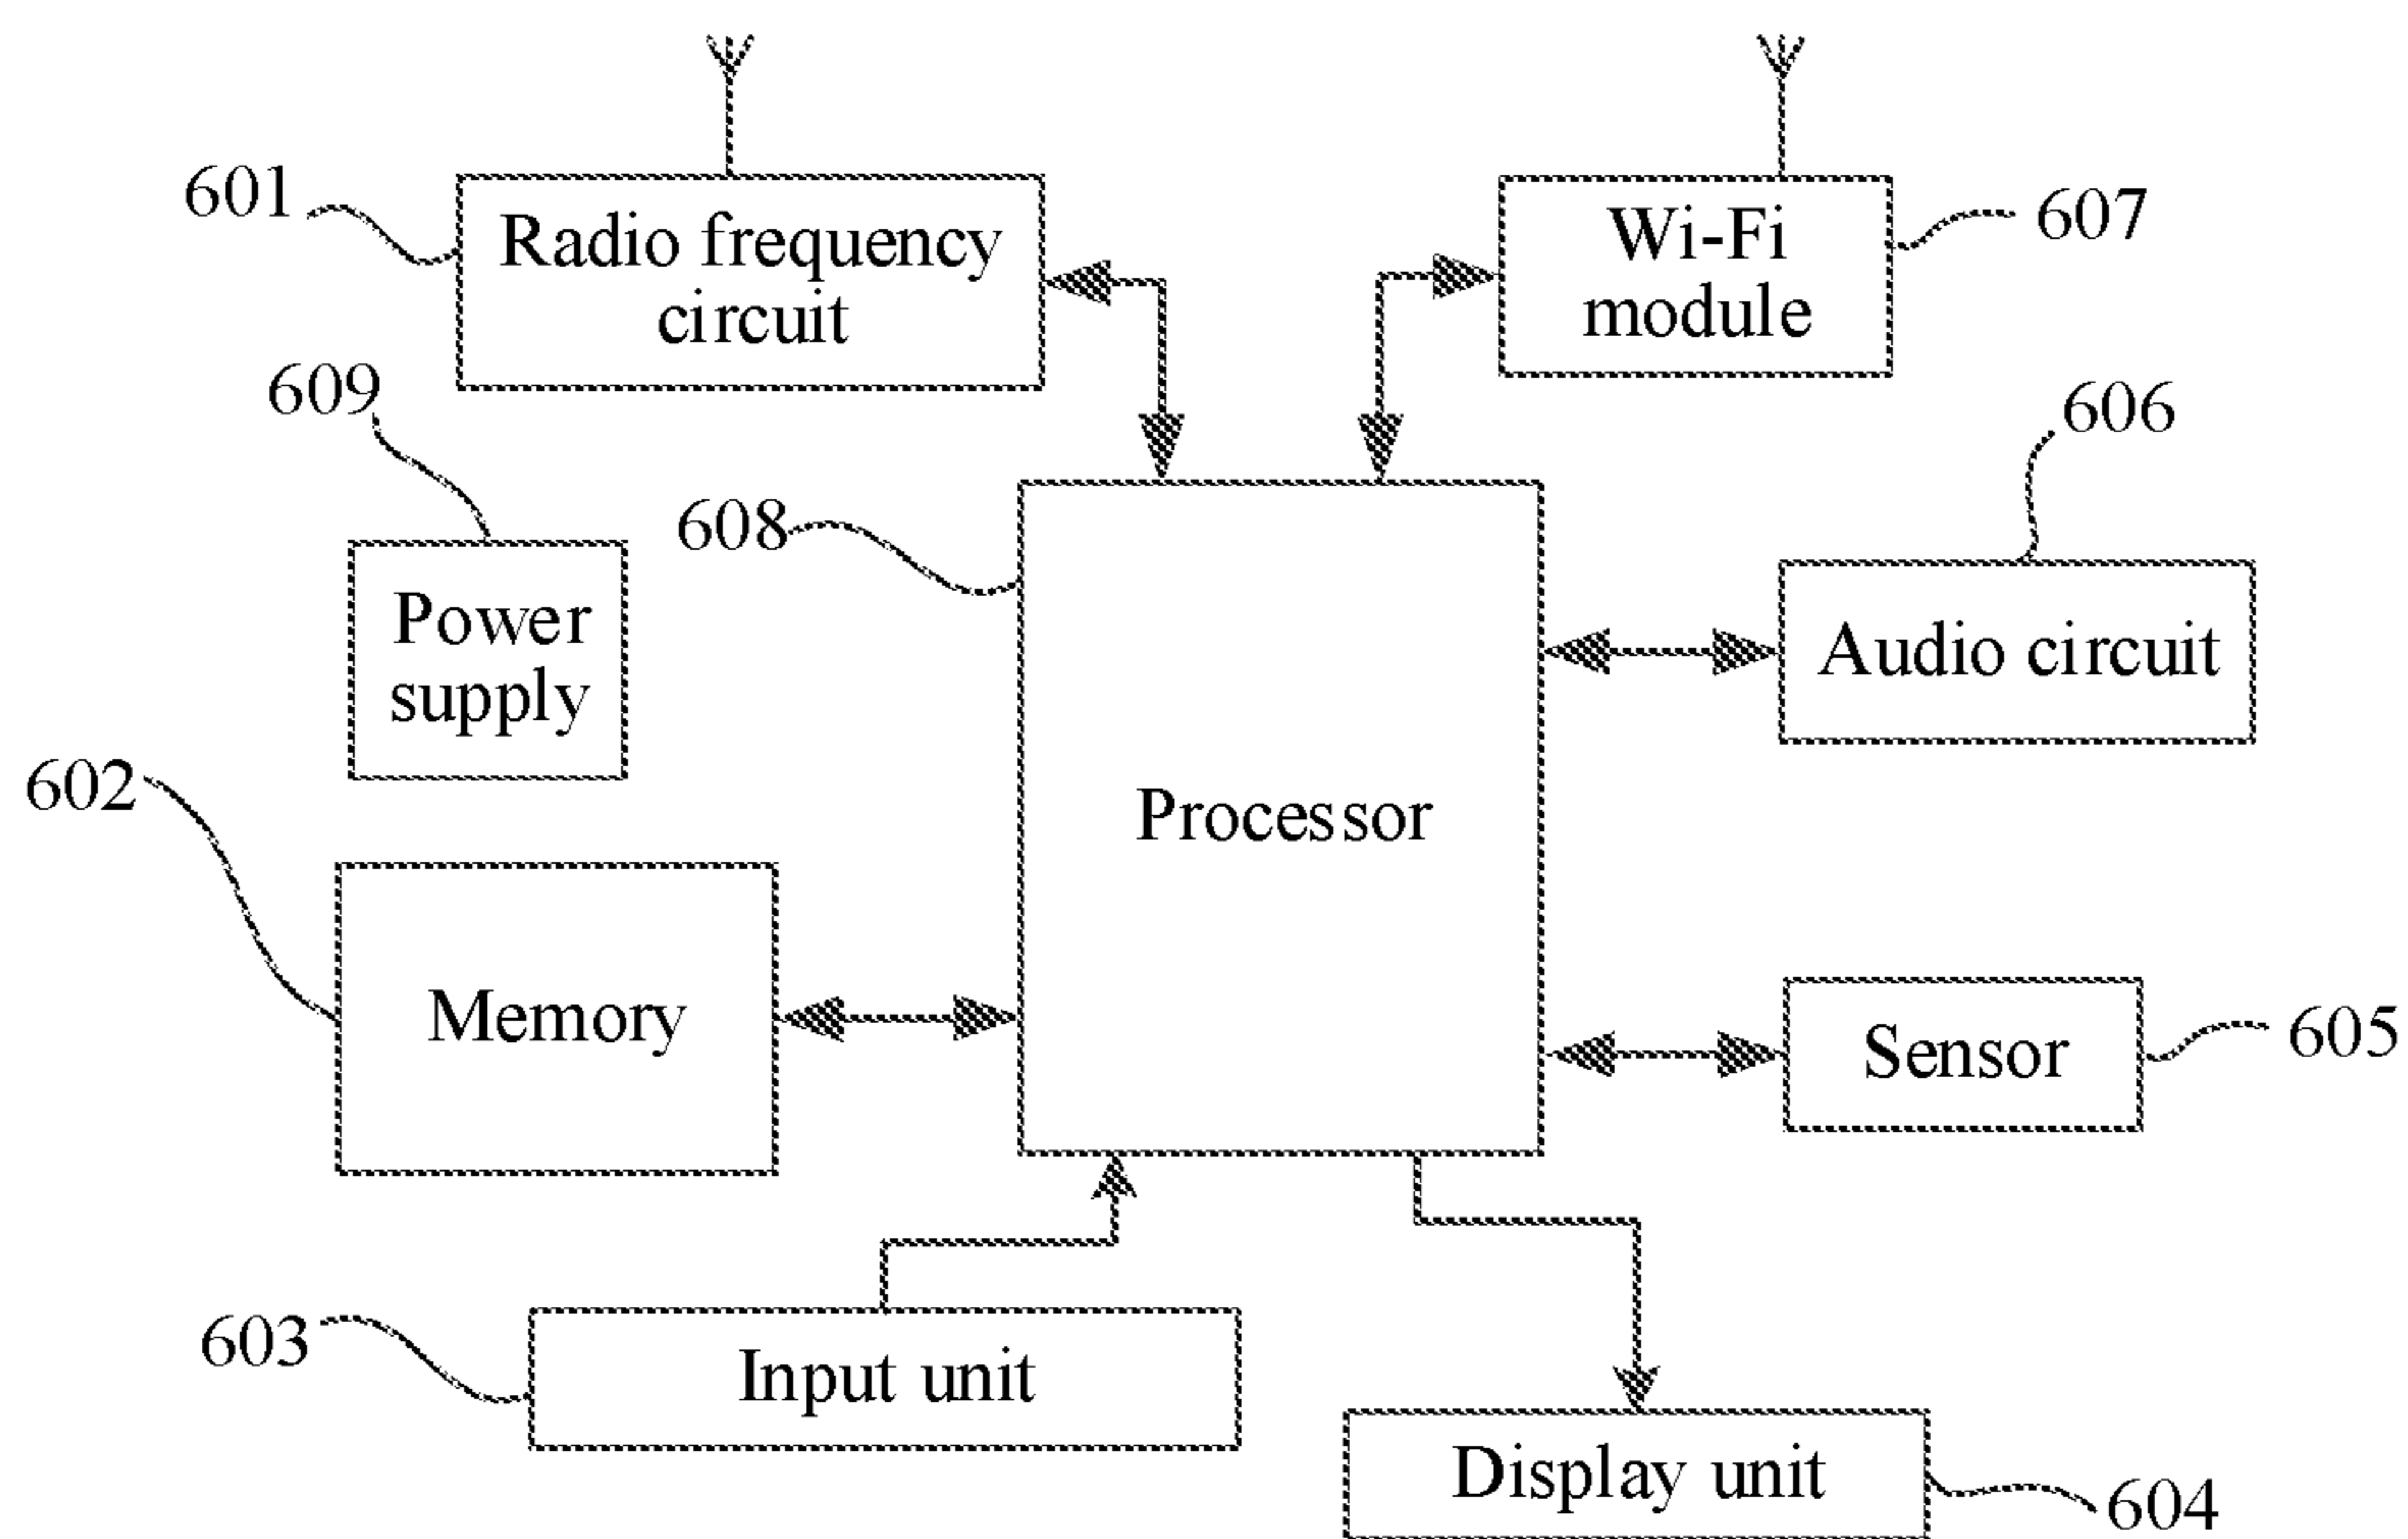 601
Radio frequency
circuit
Wi-Fi
module
607
609
606
608
Power
supply
Audio circuit
602
Processor
Memory
Sensor
605
603
Input unit
Display unit
604